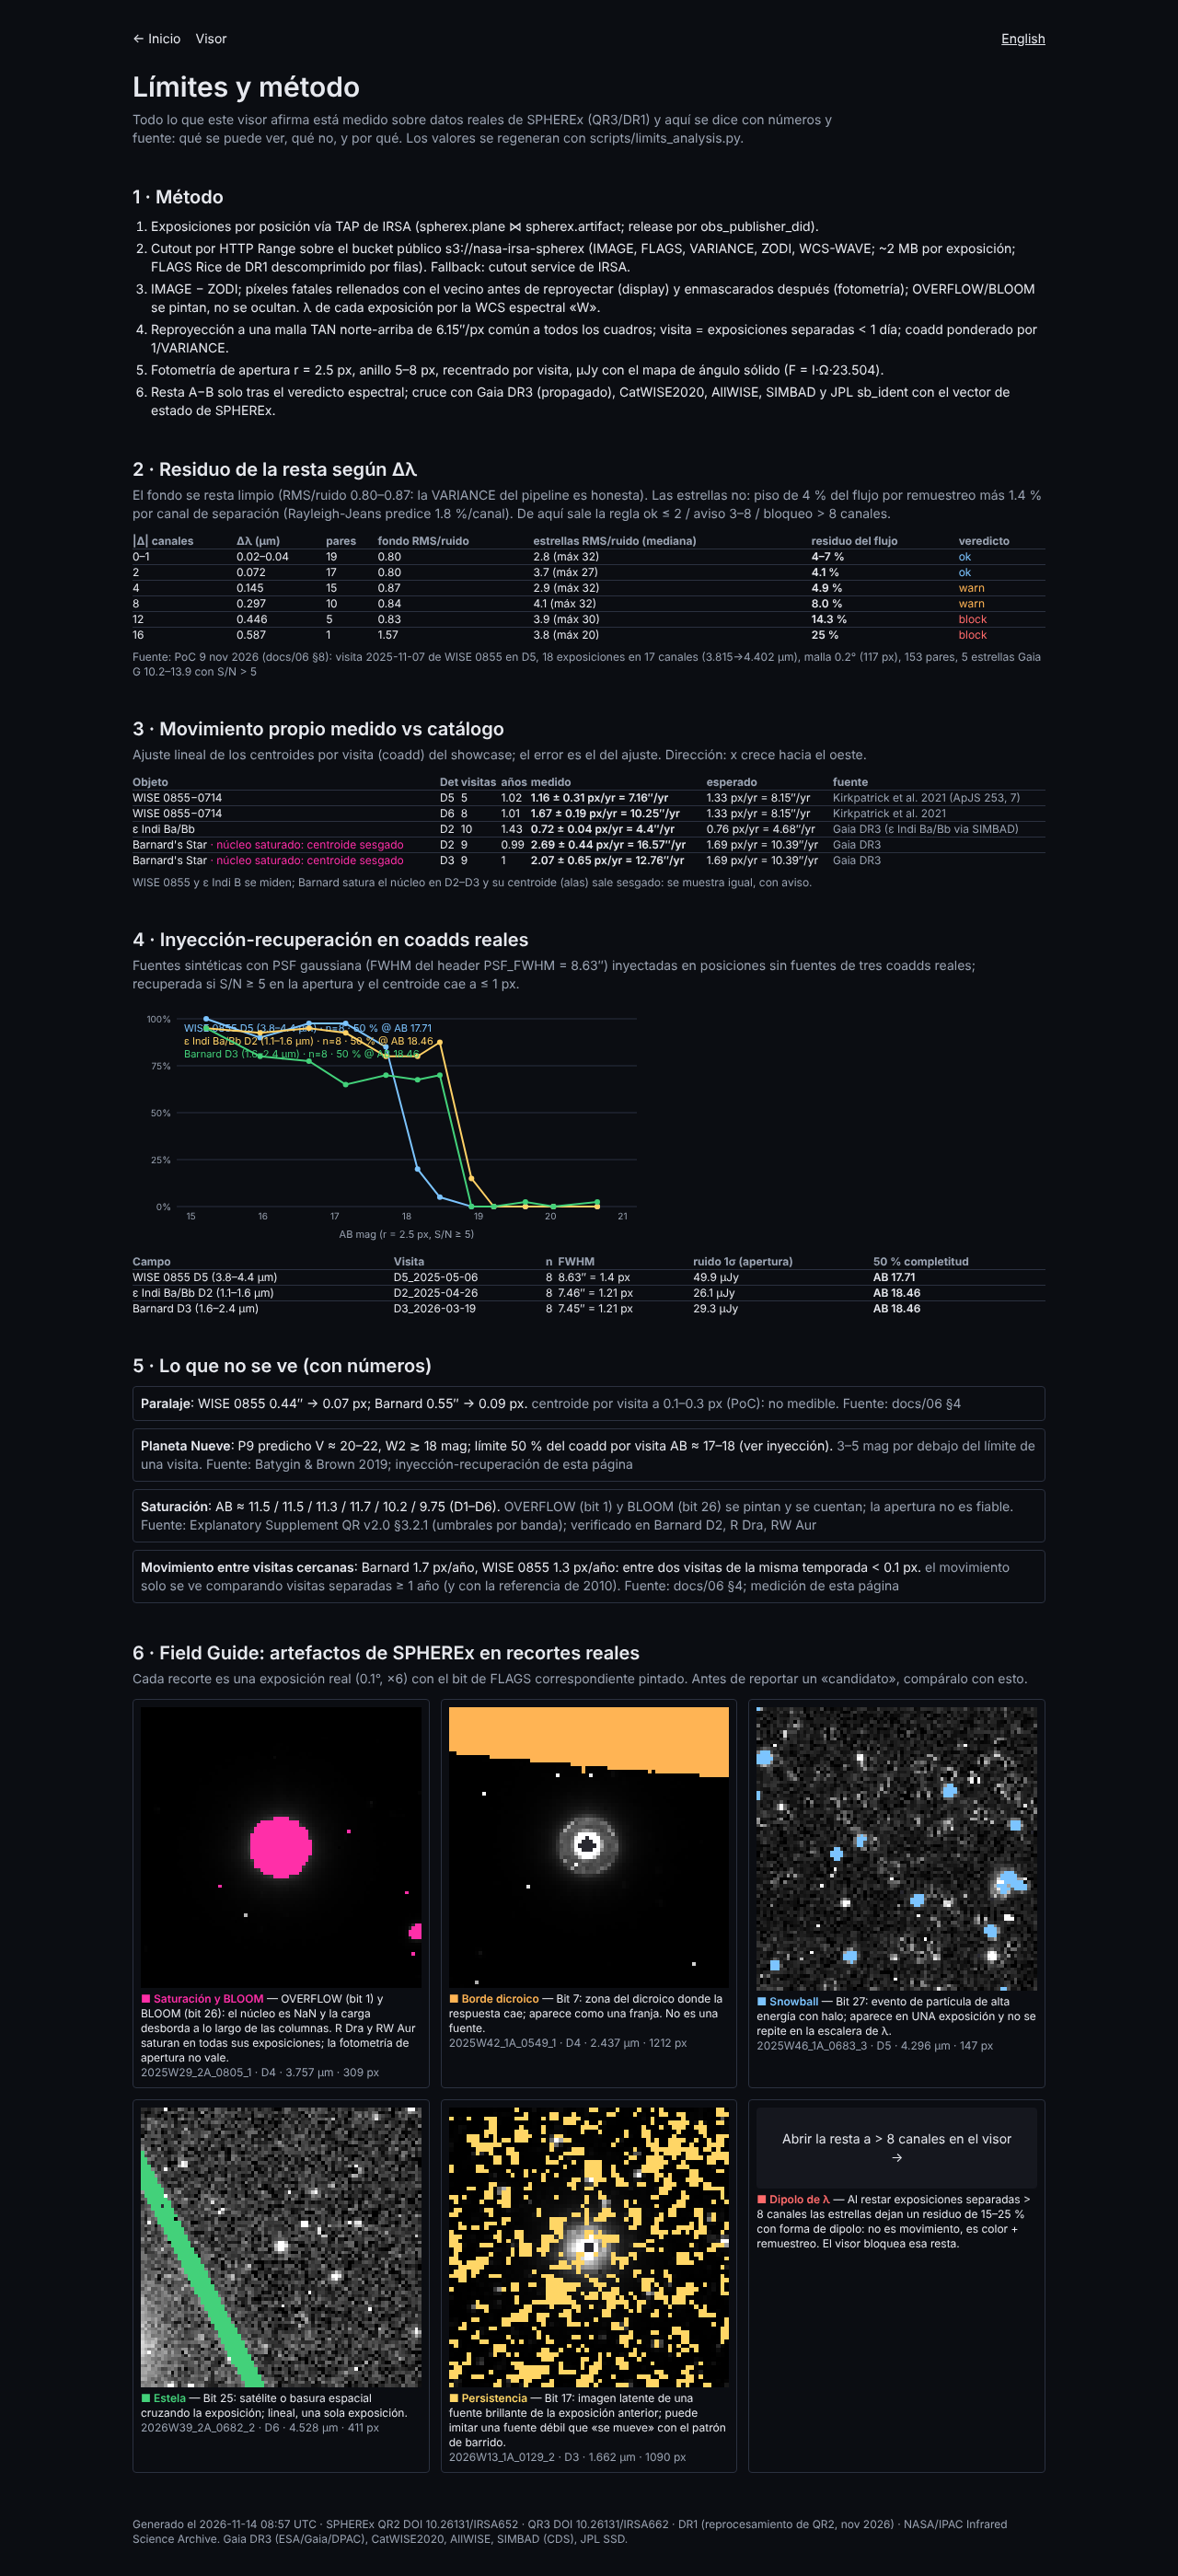 ← Inicio Visor English
Límites y método
Todo lo que este visor afirma está medido sobre datos reales de SPHEREx (QR3/DR1) y aquí se dice con números y
fuente: qué se puede ver, qué no, y por qué. Los valores se regeneran con scripts/limits_analysis.py.
1 · Método
1. Exposiciones por posición vía TAP de IRSA (spherex.plane ⋈ spherex.artifact; release por obs_publisher_did).
2. Cutout por HTTP Range sobre el bucket público s3://nasa-irsa-spherex (IMAGE, FLAGS, VARIANCE, ZODI, WCS-WAVE; ~2 MB por exposición;
FLAGS Rice de DR1 descomprimido por filas). Fallback: cutout service de IRSA.
3. IMAGE − ZODI; píxeles fatales rellenados con el vecino antes de reproyectar (display) y enmascarados después (fotometría); OVERFLOW/BLOOM
se pintan, no se ocultan. λ de cada exposición por la WCS espectral «W».
4. Reproyección a una malla TAN norte-arriba de 6.15″/px común a todos los cuadros; visita = exposiciones separadas < 1 día; coadd ponderado por
1/VARIANCE.
5. Fotometría de apertura r = 2.5 px, anillo 5–8 px, recentrado por visita, µJy con el mapa de ángulo sólido (F = I·Ω·23.504).
6. Resta A−B solo tras el veredicto espectral; cruce con Gaia DR3 (propagado), CatWISE2020, AllWISE, SIMBAD y JPL sb_ident con el vector de
estado de SPHEREx.
2 · Residuo de la resta según Δλ
El fondo se resta limpio (RMS/ruido 0.80–0.87: la VARIANCE del pipeline es honesta). Las estrellas no: piso de 4 % del flujo por remuestreo más 1.4 %
por canal de separación (Rayleigh-Jeans predice 1.8 %/canal). De aquí sale la regla ok ≤ 2 / aviso 3–8 / bloqueo > 8 canales.
|Δ| canales Δλ (µm) pares fondo RMS/ruido estrellas RMS/ruido (mediana) residuo del flujo veredicto
0–1 0.02–0.04 19 0.80 2.8 (máx 32) 4–7 % ok
2 0.072 17 0.80 3.7 (máx 27) 4.1 % ok
4 0.145 15 0.87 2.9 (máx 32) 4.9 % warn
8 0.297 10 0.84 4.1 (máx 32) 8.0 % warn
12 0.446 5 0.83 3.9 (máx 30) 14.3 % block
16 0.587 1 1.57 3.8 (máx 20) 25 % block
Fuente: PoC 9 nov 2026 (docs/06 §8): visita 2025-11-07 de WISE 0855 en D5, 18 exposiciones en 17 canales (3.815→4.402 µm), malla 0.2° (117 px), 153 pares, 5 estrellas Gaia
G 10.2–13.9 con S/N > 5
3 · Movimiento propio medido vs catálogo
Ajuste lineal de los centroides por visita (coadd) del showcase; el error es el del ajuste. Dirección: x crece hacia el oeste.
Objeto Det visitas años medido esperado fuente
WISE 0855−0714 D5 5 1.02 1.16 ± 0.31 px/yr = 7.16″/yr 1.33 px/yr = 8.15″/yr Kirkpatrick et al. 2021 (ApJS 253, 7)
WISE 0855−0714 D6 8 1.01 1.67 ± 0.19 px/yr = 10.25″/yr 1.33 px/yr = 8.15″/yr Kirkpatrick et al. 2021
ε Indi Ba/Bb D2 10 1.43 0.72 ± 0.04 px/yr = 4.4″/yr 0.76 px/yr = 4.68″/yr Gaia DR3 (ε Indi Ba/Bb via SIMBAD)
Barnard's Star · núcleo saturado: centroide sesgado D2 9 0.99 2.69 ± 0.44 px/yr = 16.57″/yr 1.69 px/yr = 10.39″/yr Gaia DR3
Barnard's Star · núcleo saturado: centroide sesgado D3 9 1 2.07 ± 0.65 px/yr = 12.76″/yr 1.69 px/yr = 10.39″/yr Gaia DR3
WISE 0855 y ε Indi B se miden; Barnard satura el núcleo en D2–D3 y su centroide (alas) sale sesgado: se muestra igual, con aviso.
4 · Inyección-recuperación en coadds reales
Fuentes sintéticas con PSF gaussiana (FWHM del header PSF_FWHM = 8.63″) inyectadas en posiciones sin fuentes de tres coadds reales;
recuperada si S/N ≥ 5 en la apertura y el centroide cae a ≤ 1 px.
100%
WISE 0855 D5 (3.8–4.4 µm) · n=8 · 50 % @ AB 17.71
ε Indi Ba/Bb D2 (1.1–1.6 µm) · n=8 · 50 % @ AB 18.46
Barnard D3 (1.6–2.4 µm) · n=8 · 50 % @ AB 18.46
75%
50%
25%
0%
15 16 17 18 19 20 21
AB mag (r = 2.5 px, S/N ≥ 5)
Campo Visita n FWHM ruido 1σ (apertura) 50 % completitud
WISE 0855 D5 (3.8–4.4 µm) D5_2025-05-06 8 8.63″ = 1.4 px 49.9 µJy AB 17.71
ε Indi Ba/Bb D2 (1.1–1.6 µm) D2_2025-04-26 8 7.46″ = 1.21 px 26.1 µJy AB 18.46
Barnard D3 (1.6–2.4 µm) D3_2026-03-19 8 7.45″ = 1.21 px 29.3 µJy AB 18.46
5 · Lo que no se ve (con números)
Paralaje: WISE 0855 0.44″ → 0.07 px; Barnard 0.55″ → 0.09 px. centroide por visita a 0.1–0.3 px (PoC): no medible. Fuente: docs/06 §4
Planeta Nueve: P9 predicho V ≈ 20–22, W2 ≳ 18 mag; límite 50 % del coadd por visita AB ≈ 17–18 (ver inyección). 3–5 mag por debajo del límite de
una visita. Fuente: Batygin & Brown 2019; inyección-recuperación de esta página
Saturación: AB ≈ 11.5 / 11.5 / 11.3 / 11.7 / 10.2 / 9.75 (D1–D6). OVERFLOW (bit 1) y BLOOM (bit 26) se pintan y se cuentan; la apertura no es fiable.
Fuente: Explanatory Supplement QR v2.0 §3.2.1 (umbrales por banda); verificado en Barnard D2, R Dra, RW Aur
Movimiento entre visitas cercanas: Barnard 1.7 px/año, WISE 0855 1.3 px/año: entre dos visitas de la misma temporada < 0.1 px. el movimiento
solo se ve comparando visitas separadas ≥ 1 año (y con la referencia de 2010). Fuente: docs/06 §4; medición de esta página
6 · Field Guide: artefactos de SPHEREx en recortes reales
Cada recorte es una exposición real (0.1°, ×6) con el bit de FLAGS correspondiente pintado. Antes de reportar un «candidato», compáralo con esto.
■ Saturación y BLOOM — OVERFLOW (bit 1) y
BLOOM (bit 26): el núcleo es NaN y la carga
desborda a lo largo de las columnas. R Dra y RW Aur
saturan en todas sus exposiciones; la fotometría de
apertura no vale.
2025W29_2A_0805_1 · D4 · 3.757 µm · 309 px
■ Borde dicroico — Bit 7: zona del dicroico donde la
respuesta cae; aparece como una franja. No es una
fuente.
2025W42_1A_0549_1 · D4 · 2.437 µm · 1212 px
■ Snowball — Bit 27: evento de partícula de alta
energía con halo; aparece en UNA exposición y no se
repite en la escalera de λ.
2025W46_1A_0683_3 · D5 · 4.296 µm · 147 px
■ Estela — Bit 25: satélite o basura espacial
cruzando la exposición; lineal, una sola exposición.
2026W39_2A_0682_2 · D6 · 4.528 µm · 411 px
■ Persistencia — Bit 17: imagen latente de una
fuente brillante de la exposición anterior; puede
imitar una fuente débil que «se mueve» con el patrón
de barrido.
2026W13_1A_0129_2 · D3 · 1.662 µm · 1090 px
Abrir la resta a > 8 canales en el visor
→
■ Dipolo de λ — Al restar exposiciones separadas >
8 canales las estrellas dejan un residuo de 15–25 %
con forma de dipolo: no es movimiento, es color +
remuestreo. El visor bloquea esa resta.
Generado el 2026-11-14 08:57 UTC · SPHEREx QR2 DOI 10.26131/IRSA652 · QR3 DOI 10.26131/IRSA662 · DR1 (reprocesamiento de QR2, nov 2026) · NASA/IPAC Infrared
Science Archive. Gaia DR3 (ESA/Gaia/DPAC), CatWISE2020, AllWISE, SIMBAD (CDS), JPL SSD.